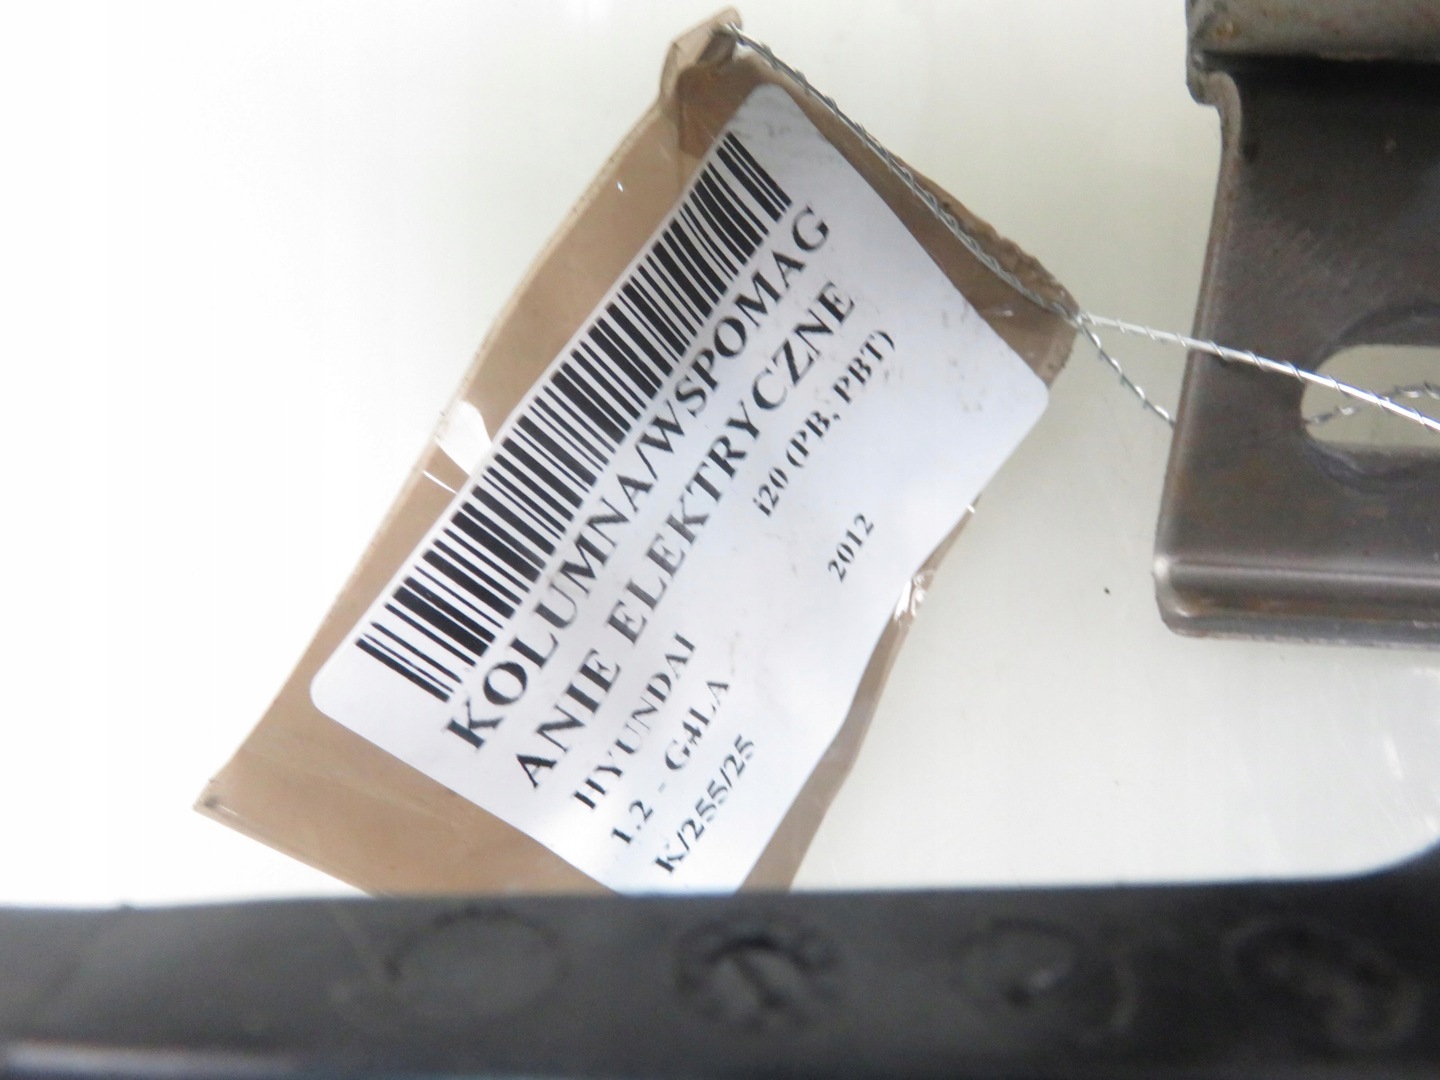 KOLUMNA/WSPOMAG
ANIE ELEKTRYCZNE
HYUNDAI i20 (PB, PBT)
1.2 - G4LA 2012
K/255/25